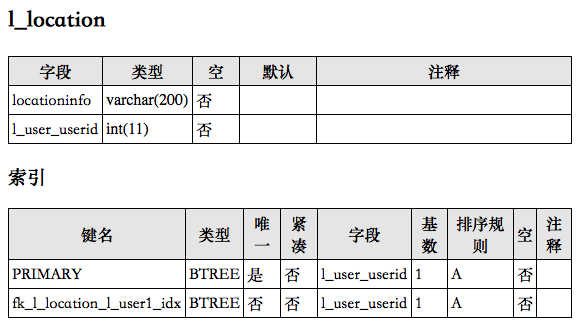 l_location
字段 类型 空 默认 注释
locationinfo varchar(200) 否
l_user_userid int(11) 否
索引
键名 类型 唯一 紧凑 字段 基数 排序规则 空 注释
PRIMARY BTREE 是 否 l_user_userid 1 A 否
fk_l_location_l_user1_idx BTREE 否 否 l_user_userid 1 A 否